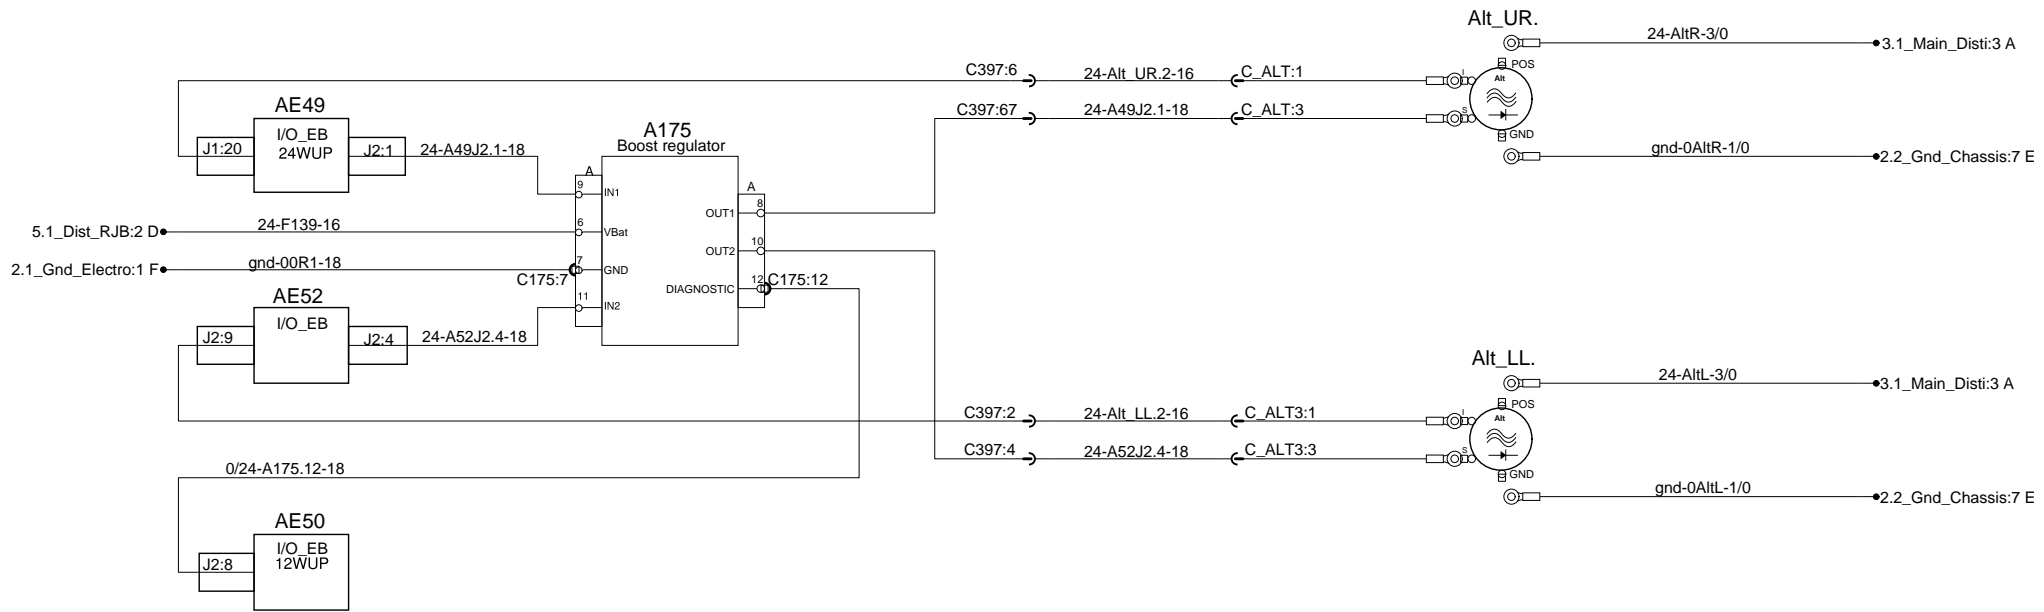 Alt_UR.
24-AltR-3/0
3.1_Main_Disti:3 A
POS
C397:6
24-Alt_UR.2-16
C_ALT:1
I
Alt
AE49
C397:67
24-A49J2.1-18
C_ALT:3
S
I/O_EB
24WUP
A175
Boost regulator
GND
J1:20
J2:1
24-A49J2.1-18
gnd-0AltR-1/0
2.2_Gnd_Chassis:7 E
A
9
IN1
A
8
OUT1
5.1_Dist_RJB:2 D
24-F139-16
6
VBat
10
OUT2
2.1_Gnd_Electro:1 F
gnd-00R1-18
7
GND
C175:7
12
C175:12
DIAGNOSTIC
AE52
11
IN2
I/O_EB
J2:9
J2:4
24-A52J2.4-18
Alt_LL.
24-AltL-3/0
3.1_Main_Disti:3 A
POS
C397:2
24-Alt_LL.2-16
C_ALT3:1
I
Alt
C397:4
24-A52J2.4-18
C_ALT3:3
S
0/24-A175.12-18
GND
gnd-0AltL-1/0
2.2_Gnd_Chassis:7 E
AE50
I/O_EB
12WUP
J2:8